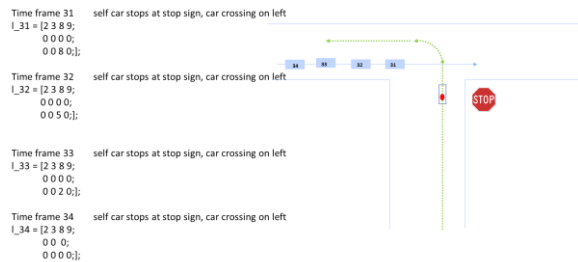 Time frame 31 self car stops at stop sign, car crossing on left
I_31 = [2 3 8 9;
0 0 0 0;
0 0 8 0;];
Time frame 32 self car stops at stop sign, car crossing on left
I_32 = [2 3 8 9;
0 0 0 0;
0 0 5 0;];
Time frame 33 self car stops at stop sign, car crossing on left
I_33 = [2 3 8 9;
0 0 0 0;
0 0 2 0;];
Time frame 34 self car stops at stop sign, car crossing on left
I_34 = [2 3 8 9;
0 0 0;
0 0 0 0;];
34 33 32 31
STOP